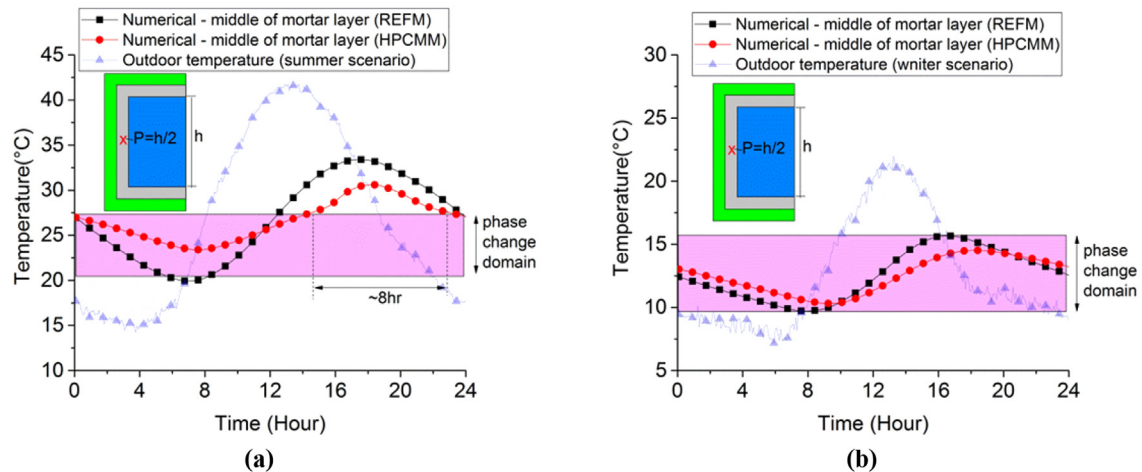 Numerical - middle of mortar layer (REFM)
Numerical - middle of mortar layer (HPCMM)
Outdoor temperature (summer scenario)
45
40
35
30
25
20
15
10
Temperature(°C)
x
P=h/2
h
phase
change
domain
~8hr
0 4 8 12 16 20 24
Time (Hour)
(a)
Numerical - middle of mortar layer (REFM)
Numerical - middle of mortar layer (HPCMM)
Outdoor temperature (wniter scenario)
30
25
20
15
10
5
Temperature(°C)
x
P=h/2
h
phase
change
domain
0 4 8 12 16 20 24
Time (Hour)
(b)